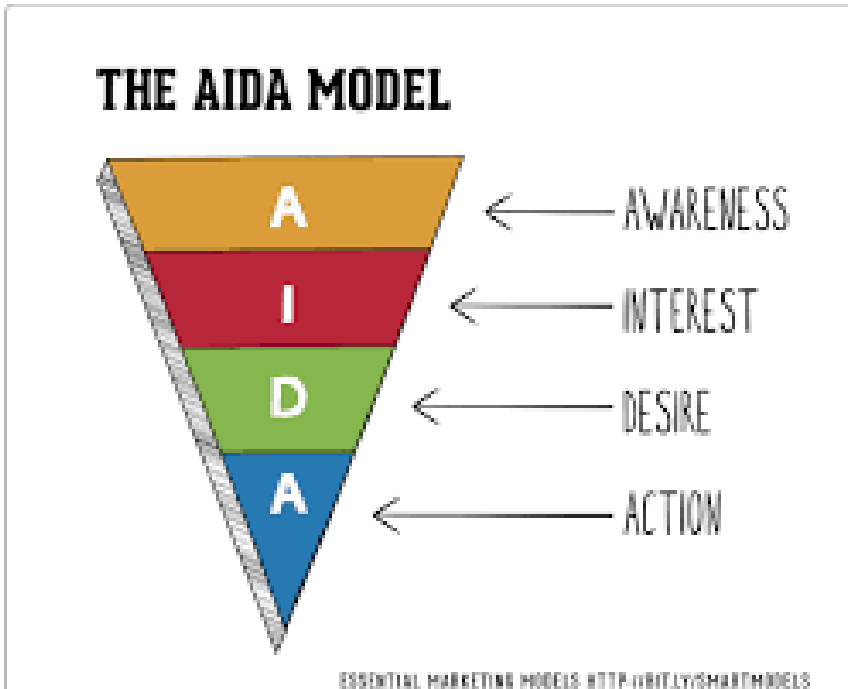 THE AIDA MODEL
A
AWARENESS
I
INTEREST
D
DESIRE
A
ACTION
ESSENTIAL MARKETING MODELS HTTP://BIT.LY/SMARTMODELS